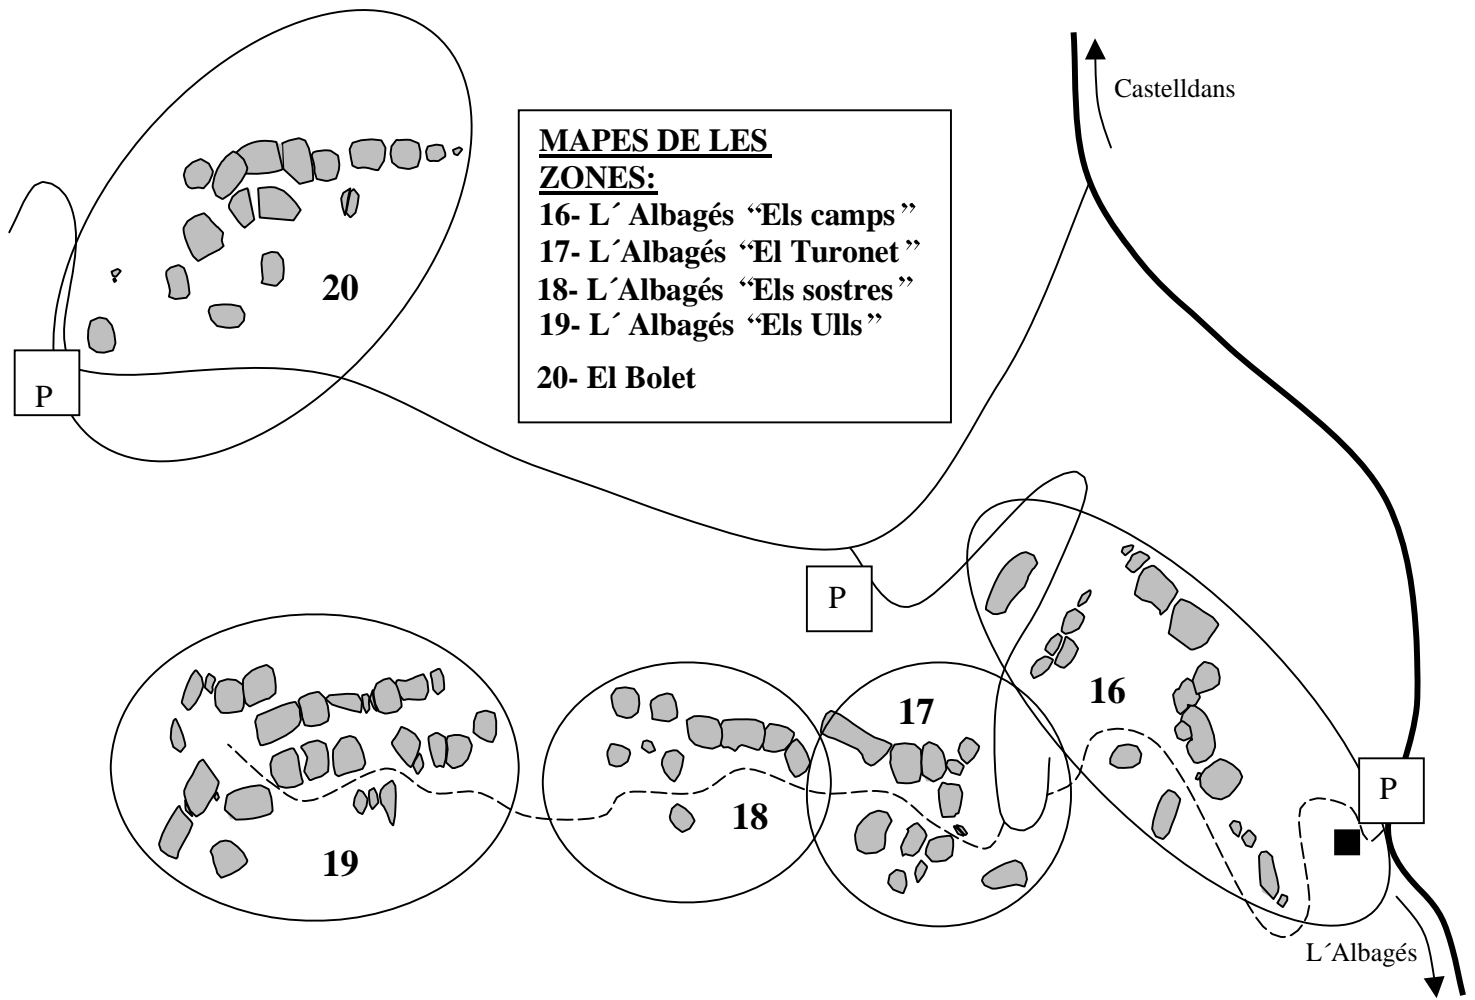 Castelldans
MAPES DE LES
ZONES:
16- L´ Albagés “Els camps”
17- L´Albagés “El Turonet”
18- L´Albagés “Els sostres”
19- L´ Albagés “Els Ulls”
20- El Bolet
20
P
P
16
17
18
19
P
L´Albagés